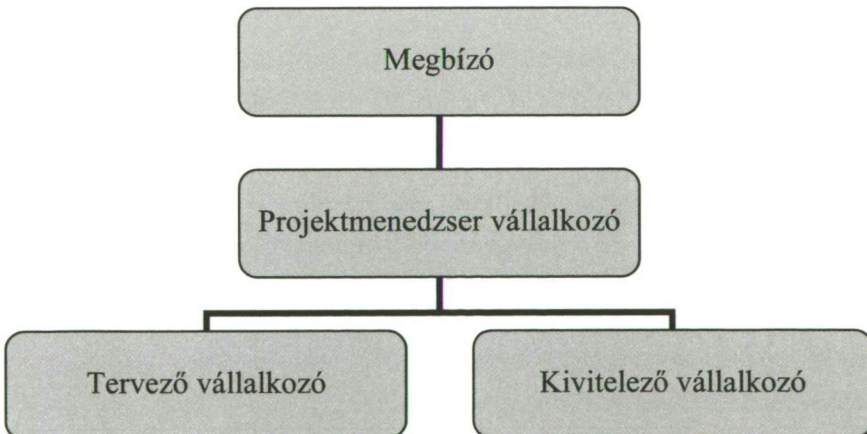 Megbízó
Projektmenedzser vállalkozó
Tervező vállalkozó
Kivitelező vállalkozó